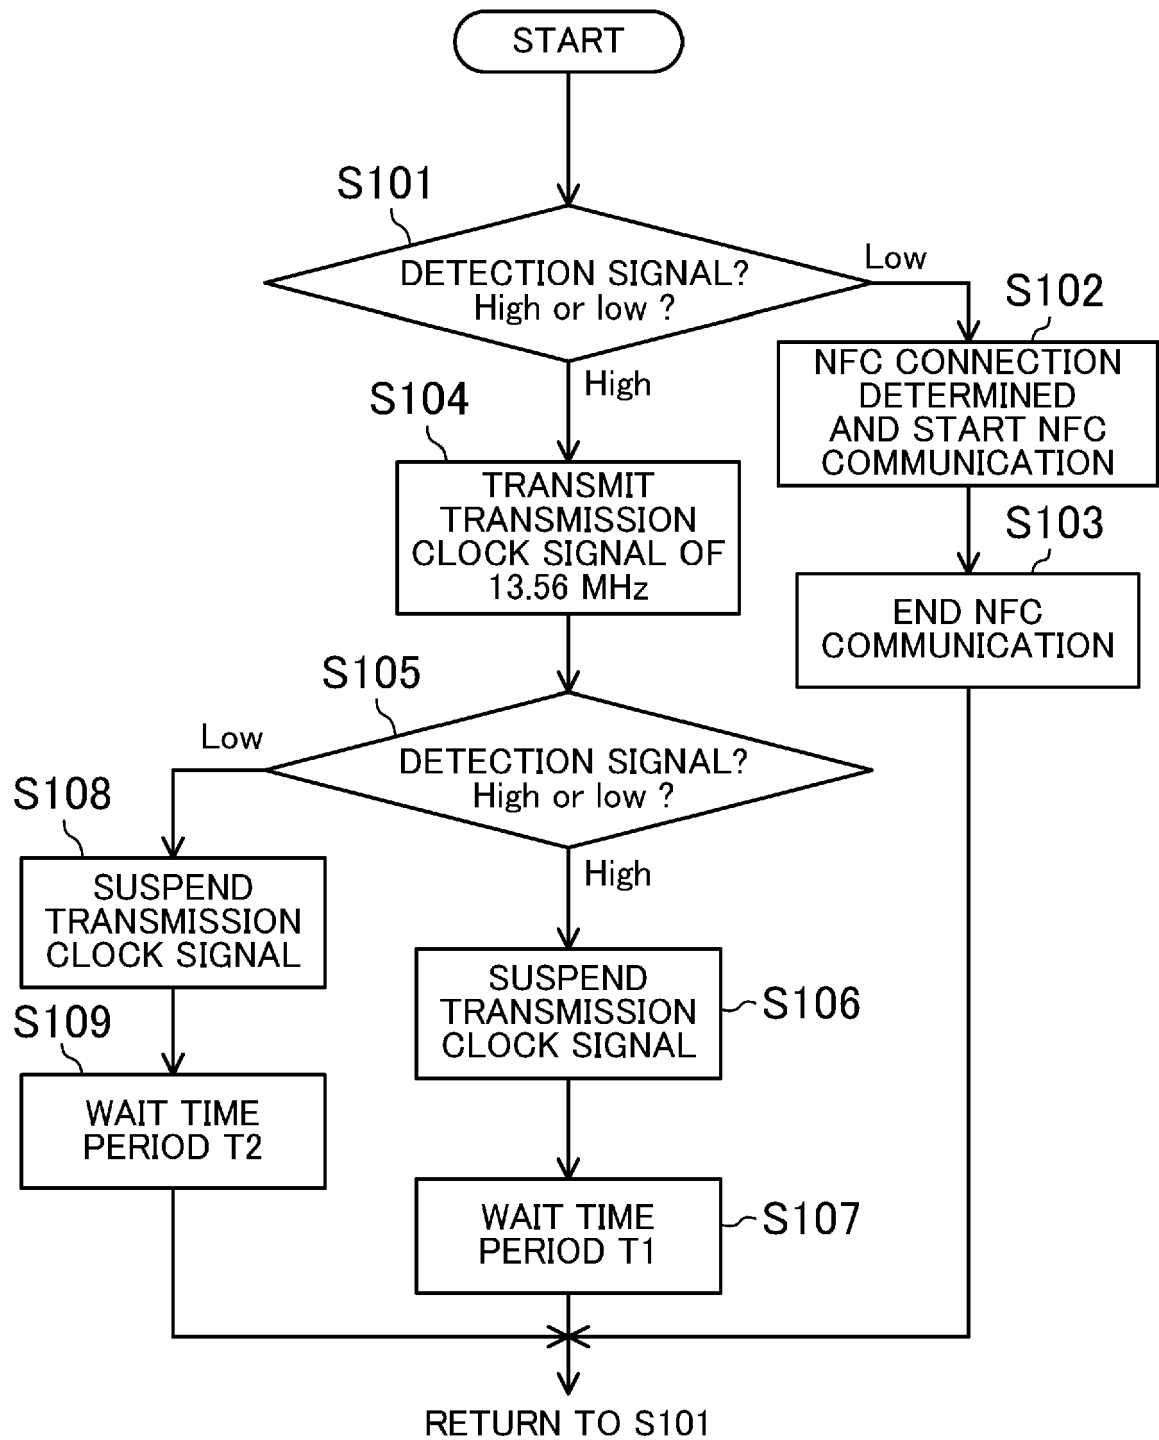 START
S101
DETECTION SIGNAL?
High or low ?
Low
High
S102
NFC CONNECTION
DETERMINED
AND START NFC
COMMUNICATION
S103
END NFC
COMMUNICATION
S104
TRANSMIT
TRANSMISSION
CLOCK SIGNAL OF
13.56 MHz
S105
DETECTION SIGNAL?
High or low ?
Low
High
S108
SUSPEND
TRANSMISSION
CLOCK SIGNAL
S109
WAIT TIME
PERIOD T2
SUSPEND
TRANSMISSION
CLOCK SIGNAL
S106
WAIT TIME
PERIOD T1
S107
RETURN TO S101